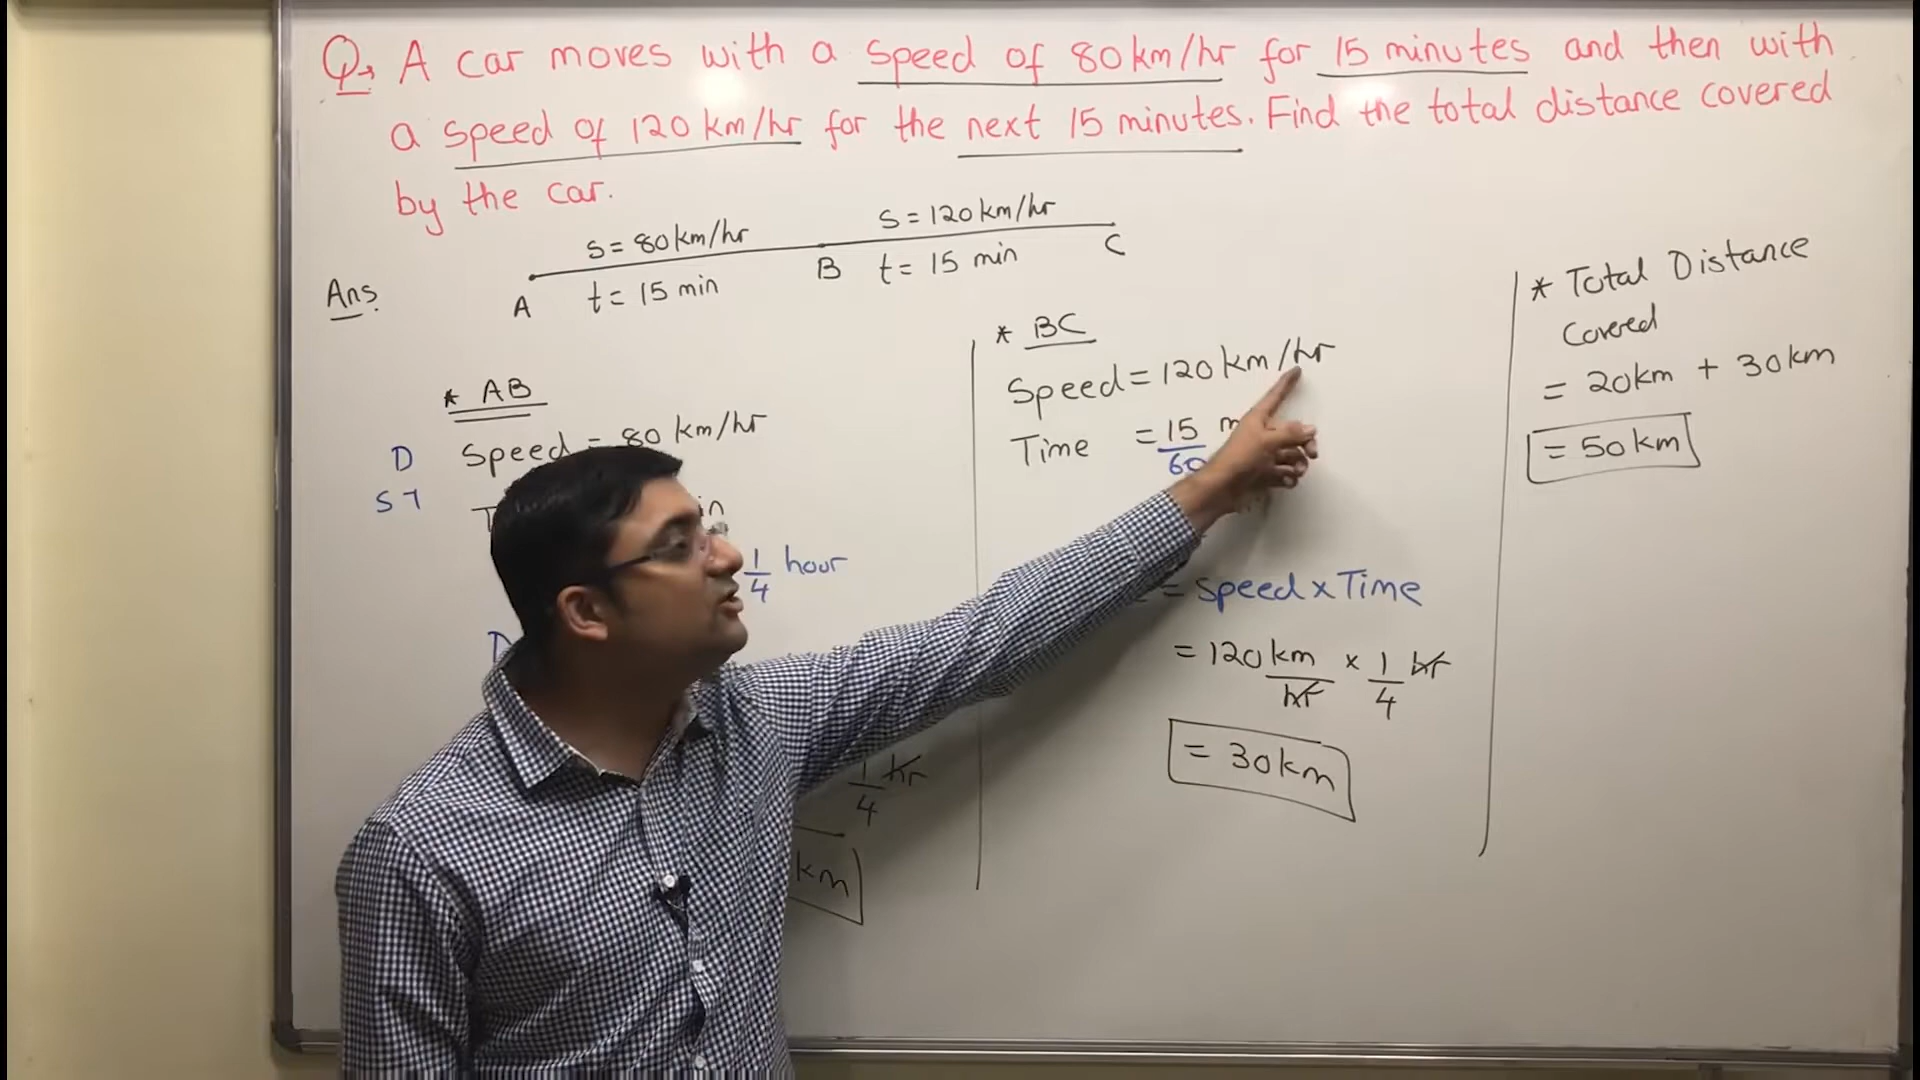 Q→ A car moves with a speed of 80 km/hr for 15 minutes and then with
a speed of 120 km/hr for the next 15 minutes. Find the total distance covered
by the car.
S = 80 km/hr
S = 120 km/hr
A
t = 15 min
B
t = 15 min
C
Ans.
* AB
Speed = 80 km/hr
D
S T
1/4 hour
1/4 hr
km
* BC
Speed = 120 km/hr
Time = 15/60
= Speed x Time
= 120 km/hr x 1/4 hr
= 30 km
* Total Distance
Covered
= 20 km + 30 km
= 50 km